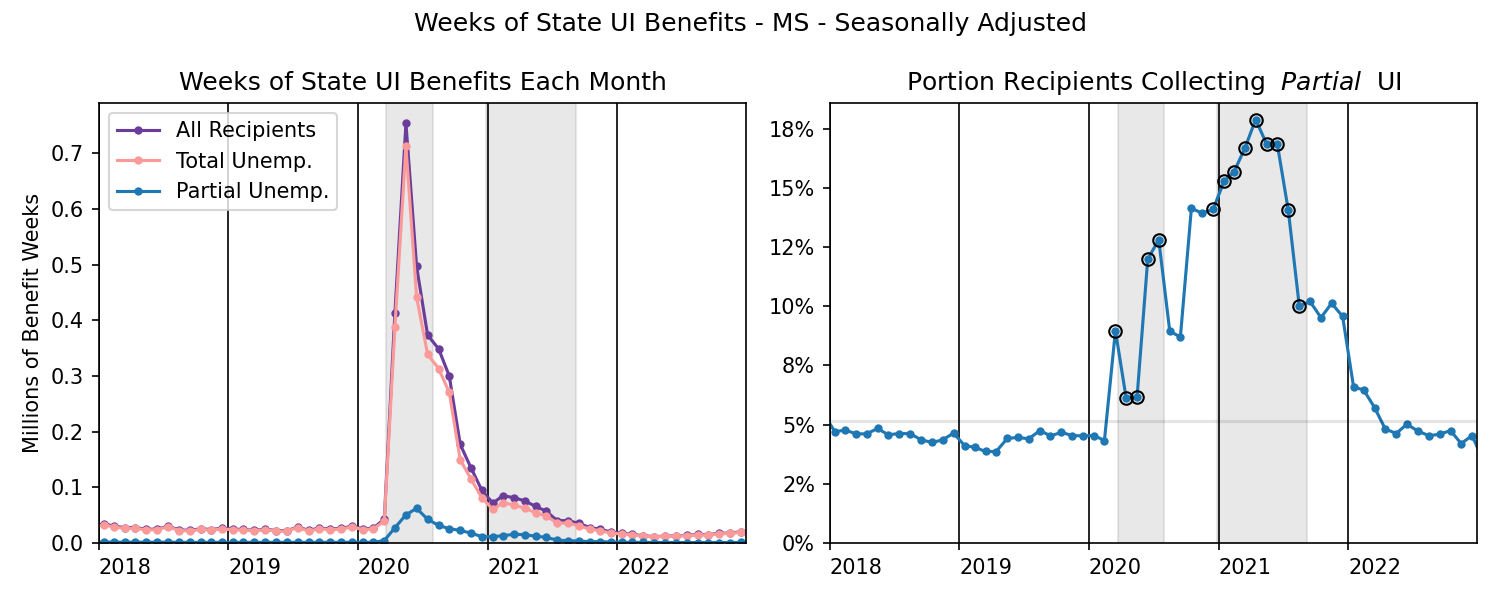 Weeks of State UI Benefits - MS - Seasonally Adjusted
Weeks of State UI Benefits Each Month
Millions of Benefit Weeks
0.7
0.6
0.5
0.4
0.3
0.2
0.1
0.0
All Recipients
Total Unemp.
Partial Unemp.
2018 2019 2020 2021 2022
Portion Recipients Collecting Partial UI
18%
15%
12%
10%
8%
5%
2%
0%
2018 2019 2020 2021 2022